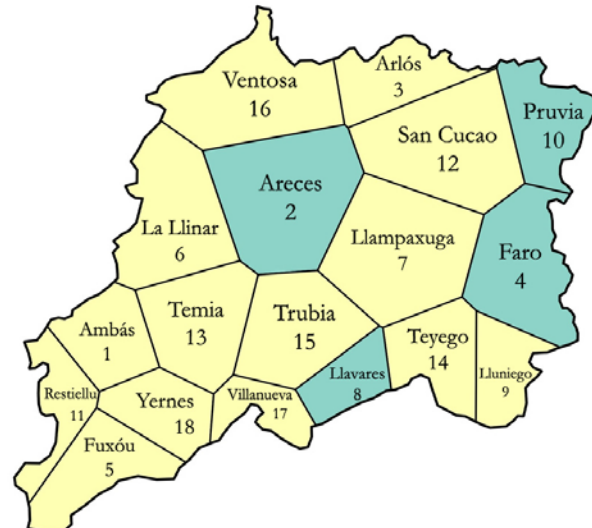 Ventosa
16
Arlós
3
Pruvia
10
San Cucao
12
Areces
2
La Llinar
6
Llampaxuga
7
Faro
4
Temia
13
Trubia
15
Ambás
1
Teyego
14
Lluniego
9
Llavares
8
Restiellu
11
Yernes
18
Villanueva
17
Fuxóu
5